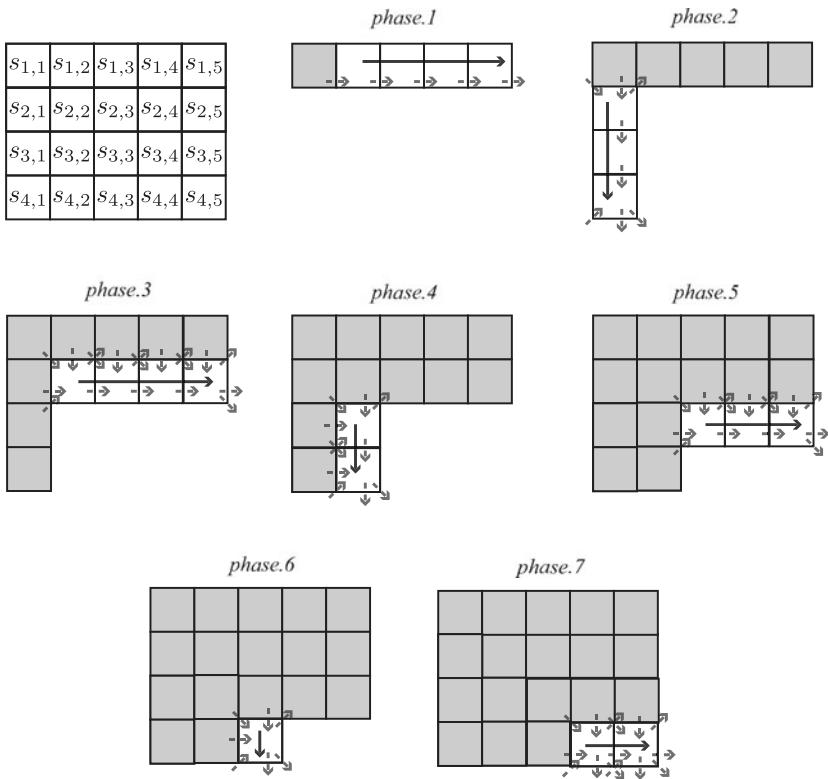 phase.1
phase.2
s1,1 s1,2 s1,3 s1,4 s1,5
s2,1 s2,2 s2,3 s2,4 s2,5
s3,1 s3,2 s3,3 s3,4 s3,5
s4,1 s4,2 s4,3 s4,4 s4,5
phase.3
phase.4
phase.5
phase.6
phase.7